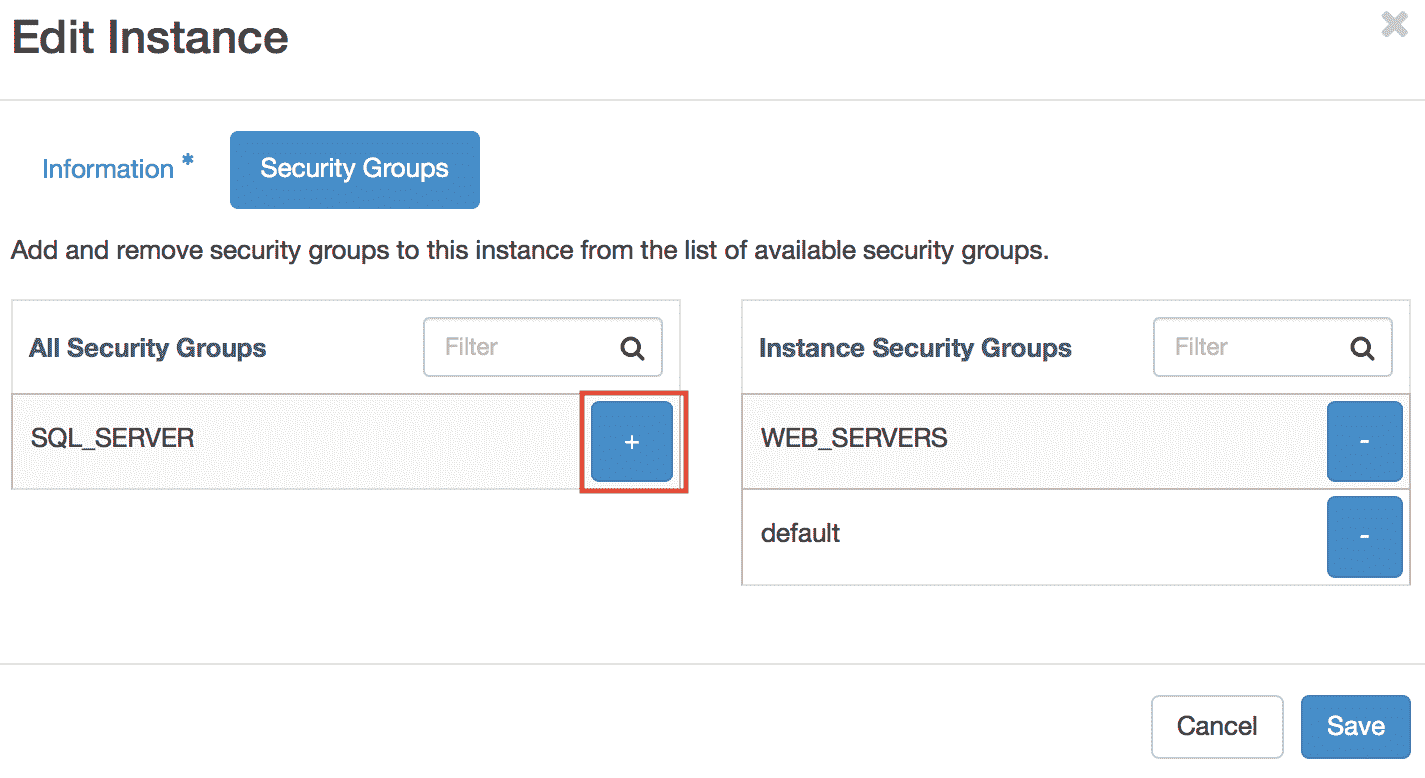 Edit Instance
Information *
Security Groups
Add and remove security groups to this instance from the list of available security groups.
All Security Groups
Filter
SQL_SERVER
+
Instance Security Groups
Filter
WEB_SERVERS
-
default
-
Cancel
Save